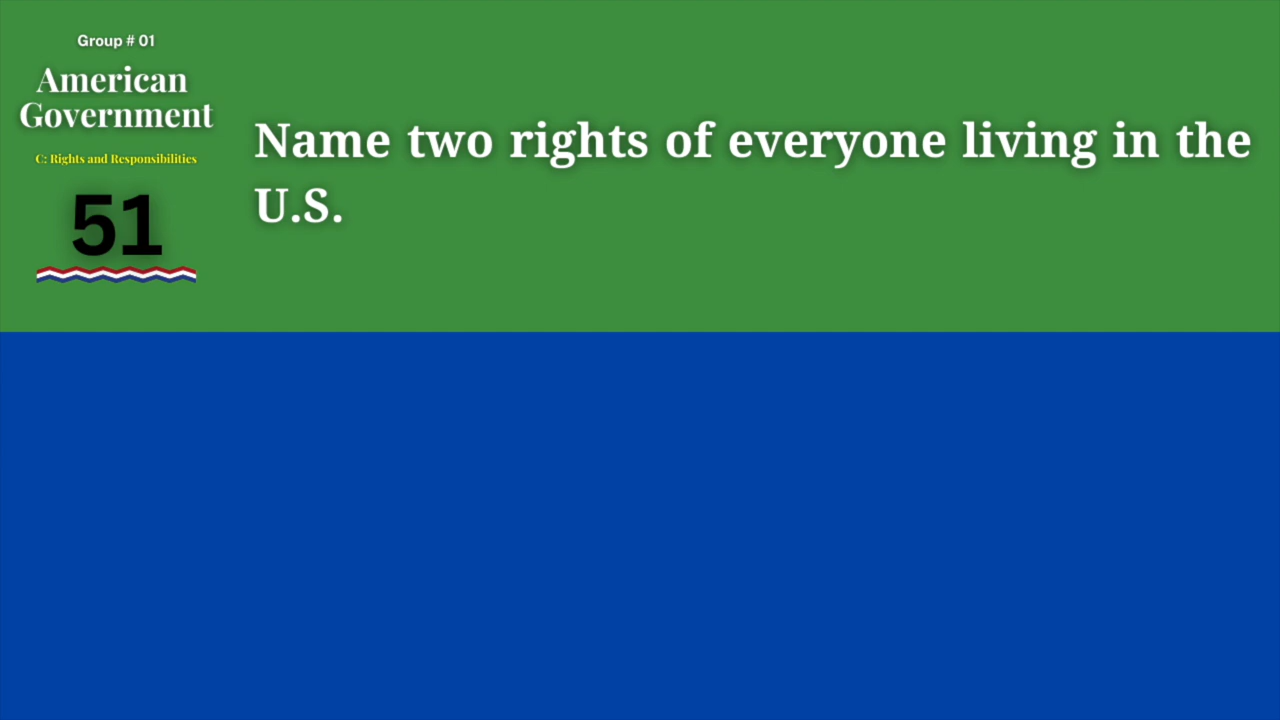 Group # 01
American
Government
C: Rights and Responsibilities
51
Name two rights of everyone living in the
U.S.